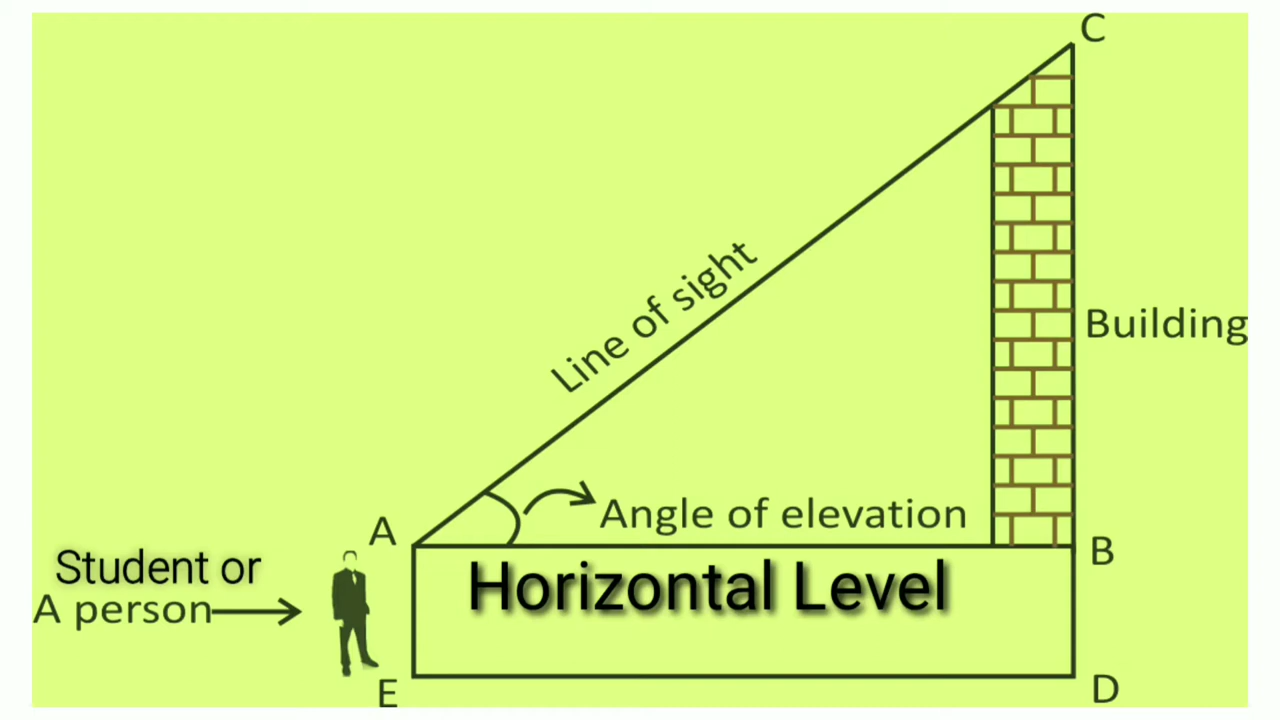 C
Line of sight
Building
A
Angle of elevation
B
Student or
A person
Horizontal Level
E
D